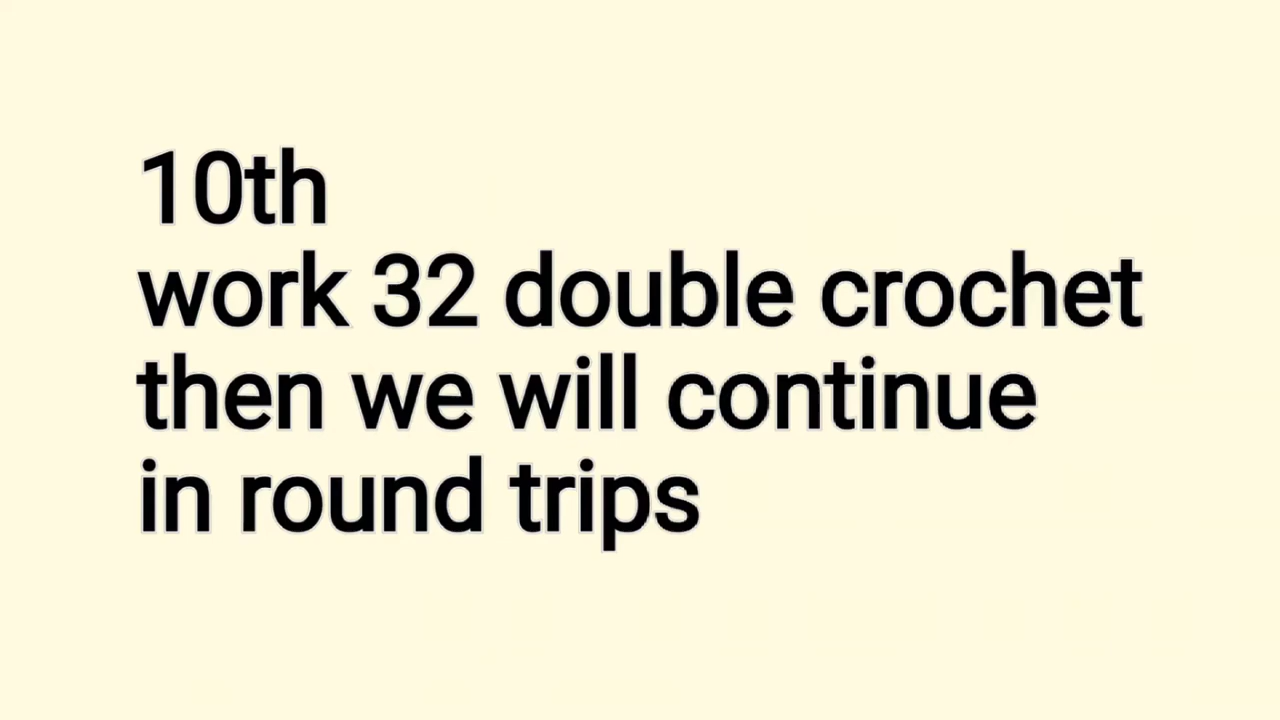 10th
work 32 double crochet
then we will continue
in round trips